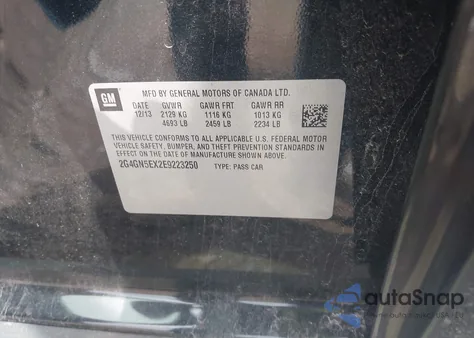 GM
MFD BY GENERAL MOTORS OF CANADA LTD.
DATE GVWR GAWR FRT GAWR RR
12/13 2129 KG 1116 KG 1013 KG
4693 LB 2459 LB 2234 LB
THIS VEHICLE CONFORMS TO ALL APPLICABLE U.S. FEDERAL MOTOR
VEHICLE SAFETY, BUMPER, AND THEFT PREVENTION STANDARDS IN
EFFECT ON THE DATE OF MANUFACTURE SHOWN ABOVE.
2G4GN5EX2E9223250 TYPE: PASS CAR
autoSnap